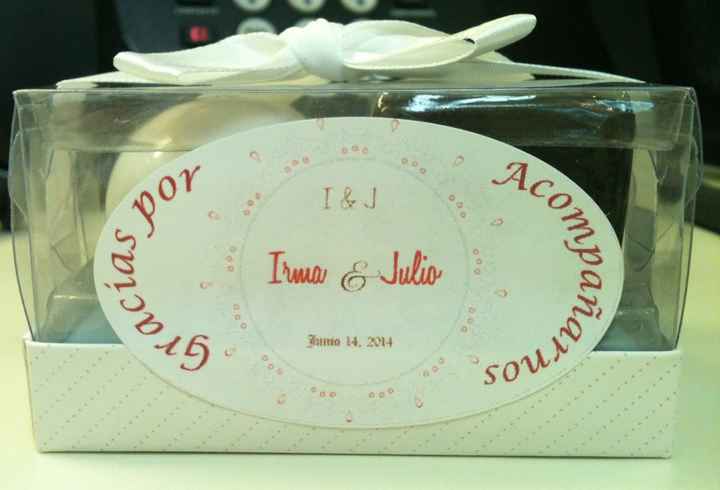 Gracias por
Acompañarnos
I & J
Irma & Julio
Junio 14, 2014